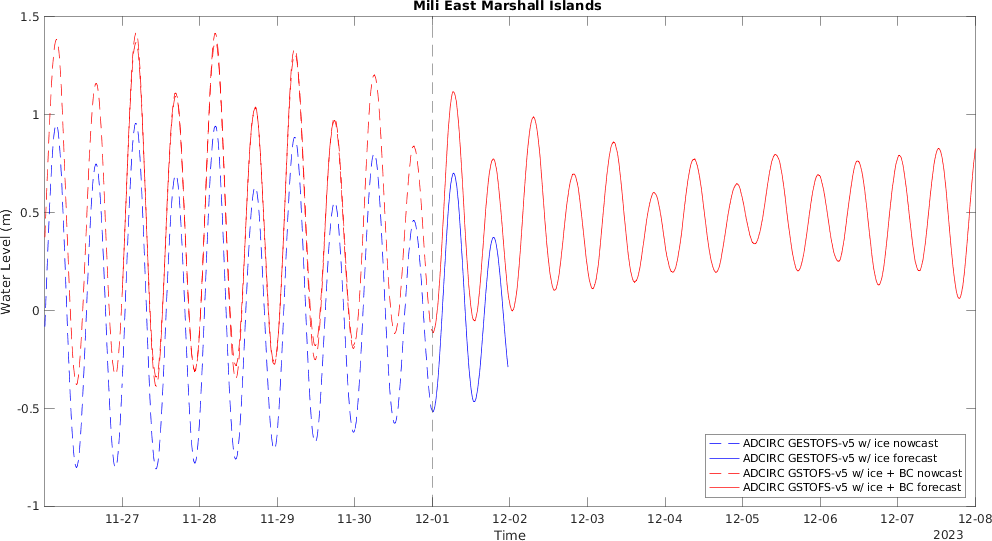 Mili East Marshall Islands
1.5
1
0.5
0
-0.5
-1
Water Level (m)
ADCIRC GESTOFS-v5 w/ ice nowcast
ADCIRC GESTOFS-v5 w/ ice forecast
ADCIRC GSTOFS-v5 w/ ice + BC nowcast
ADCIRC GSTOFS-v5 w/ ice + BC forecast
11-27 11-28 11-29 11-30 12-01 12-02 12-03 12-04 12-05 12-06 12-07 12-08
Time
2023